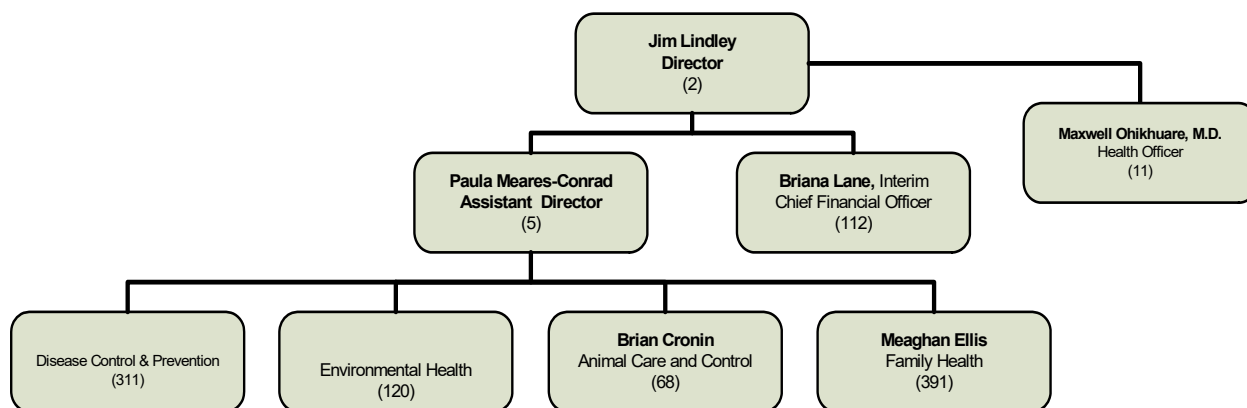 Jim Lindley
Director
(2)
Maxwell Ohikhuare, M.D.
Health Officer
(11)
Paula Meares-Conrad
Assistant Director
(5)
Briana Lane, Interim
Chief Financial Officer
(112)
Disease Control & Prevention
(311)
Environmental Health
(120)
Brian Cronin
Animal Care and Control
(68)
Meaghan Ellis
Family Health
(391)